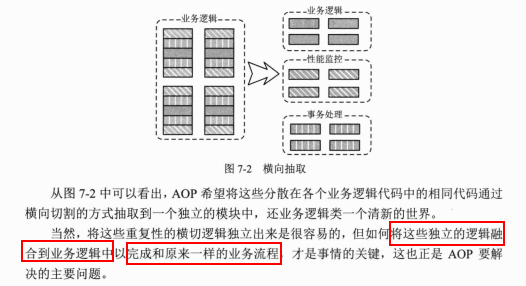 业务逻辑
业务逻辑
性能监控
事务处理
图 7-2 横向抽取
从图 7-2 中可以看出，AOP 希望将这些分散在各个业务逻辑代码中的相同代码通过
横向切割的方式抽取到一个独立的模块中，还业务逻辑类一个清新的世界。
当然，将这些重复性的横切逻辑独立出来是很容易的，但如何将这些独立的逻辑融
合到业务逻辑中以完成和原来一样的业务流程，才是事情的关键，这也正是 AOP 要解
决的主要问题。